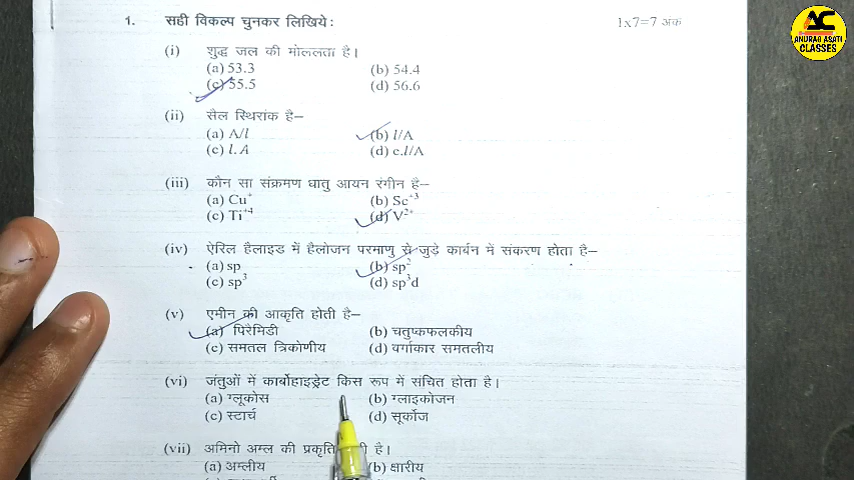 1. सही विकल्प चुनकर लिखिये: 1x7=7 अंक
AC
ANURAG ASATI
CLASSES
(i) शुद्ध जल की मोललता है।
(a) 53.3 (b) 54.4
(c) 55.5 (d) 56.6
(ii) सैल स्थिरांक है–
(a) A/l (b) l/A
(c) l.A (d) c.l/A
(iii) कौन सा संक्रमण धातु आयन रंगीन है–
(a) Cu⁺ (b) Sc⁺³
(c) Ti⁺⁴ (d) V²⁺
(iv) ऐरिल हैलाइड में हैलोजन परमाणु से जुड़े कार्बन में संकरण होता है–
(a) sp (b) sp²
(c) sp³ (d) sp³d
(v) एमीन की आकृति होती है–
(a) पिरेमिडी (b) चतुष्कफलकीय
(c) समतल त्रिकोणीय (d) वर्गाकार समतलीय
(vi) जंतुओं में कार्बोहाइड्रेट किस रूप में संचित होता है।
(a) ग्लूकोस (b) ग्लाइकोजन
(c) स्टार्च (d) सूर्क्रोज
(vii) अमिनो अम्ल की प्रकृति है।
(a) अम्लीय (b) क्षारीय